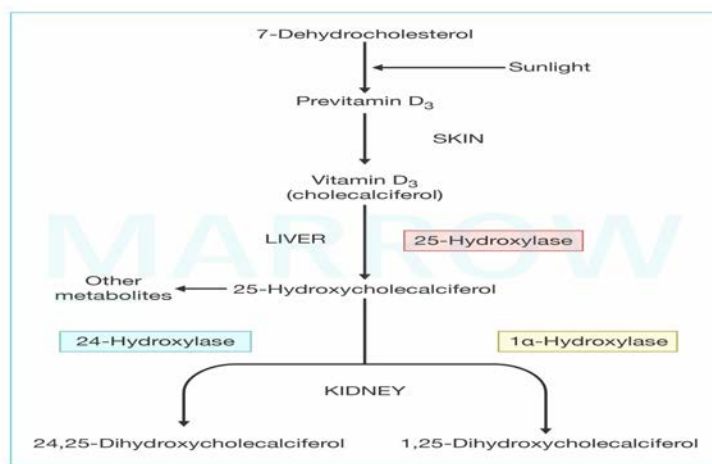 7-Dehydrocholesterol
Sunlight
Previtamin D₃
SKIN
Vitamin D₃
(cholecalciferol)
MARROW
LIVER
25-Hydroxylase
Other
metabolites
25-Hydroxycholecalciferol
24-Hydroxylase
1α-Hydroxylase
KIDNEY
24,25-Dihydroxycholecalciferol
1,25-Dihydroxycholecalciferol